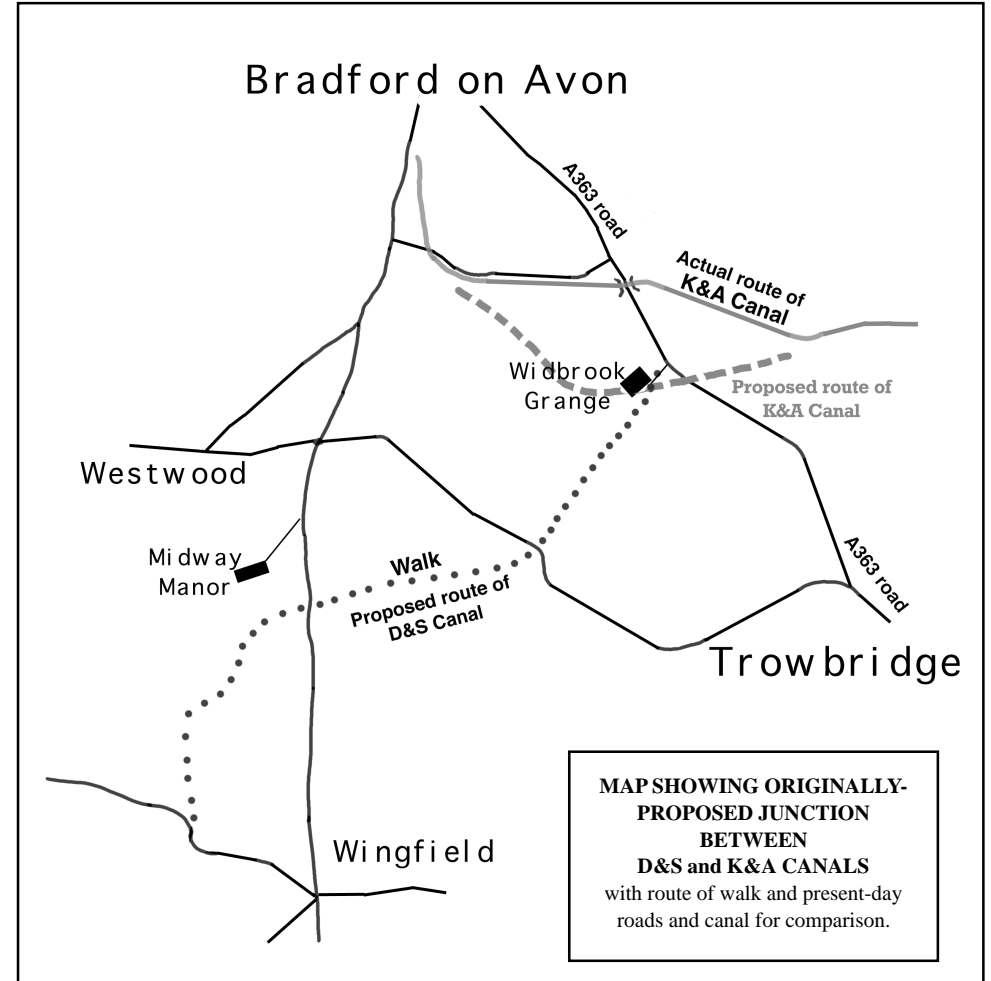 Bradford on Avon
A363 road
Actual route of
K&A Canal
Widbrook
Grange
Proposed route of
K&A Canal
Westwood
Midway
Manor
Walk
Proposed route of
D&S Canal
A363 road
Trowbridge
Wingfield
MAP SHOWING ORIGINALLY-
PROPOSED JUNCTION
BETWEEN
D&S and K&A CANALS
with route of walk and present-day
roads and canal for comparison.